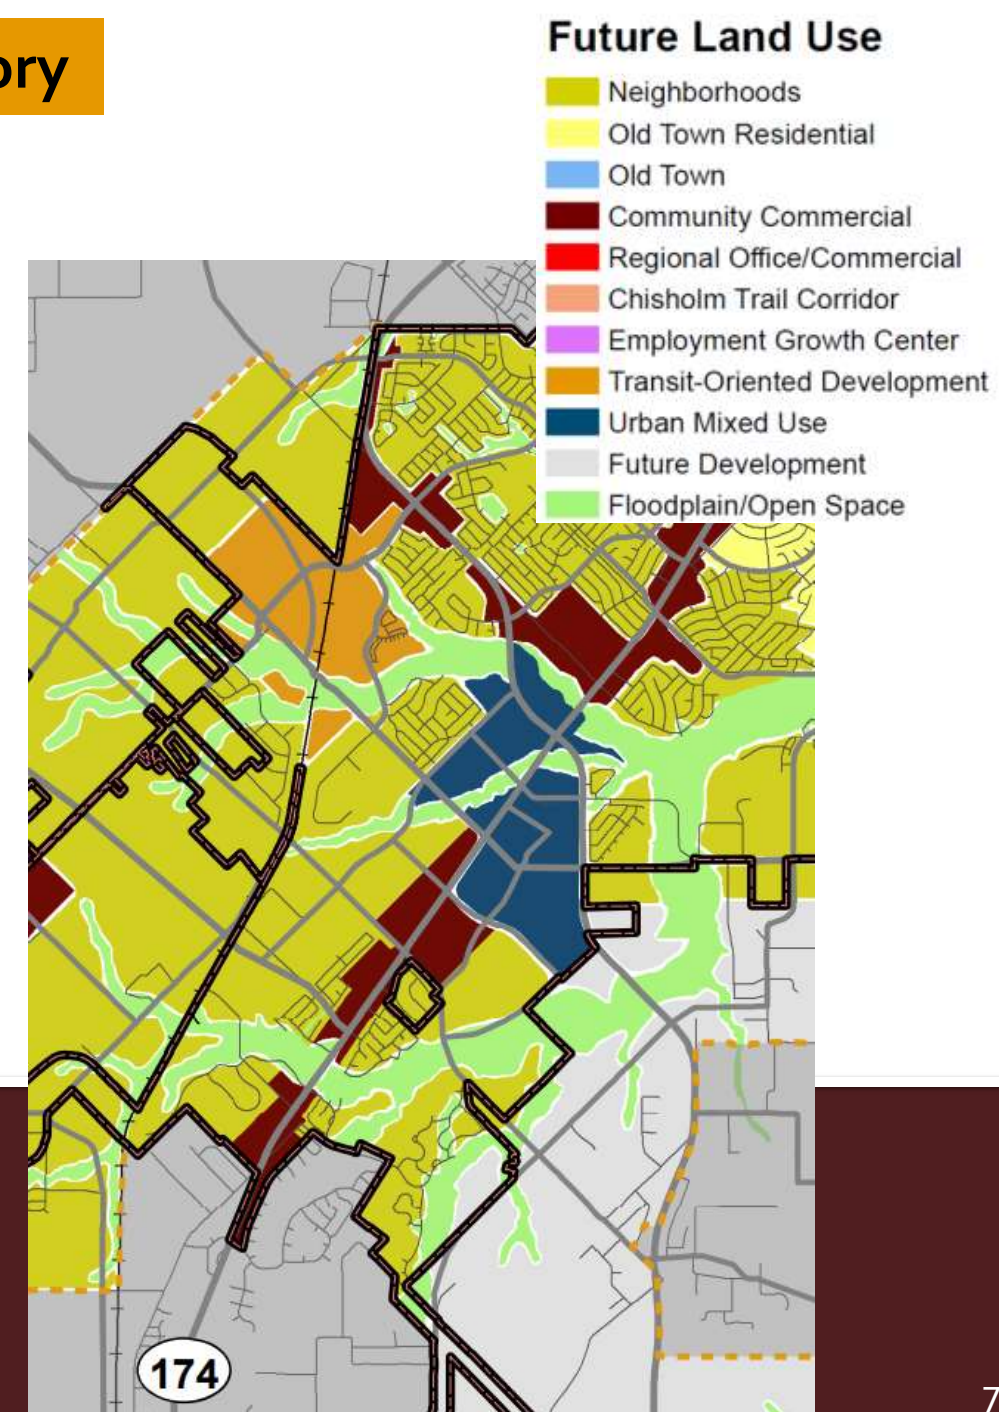 ory
Future Land Use
Neighborhoods
Old Town Residential
Old Town
Community Commercial
Regional Office/Commercial
Chisholm Trail Corridor
Employment Growth Center
Transit-Oriented Development
Urban Mixed Use
Future Development
Floodplain/Open Space
174
7